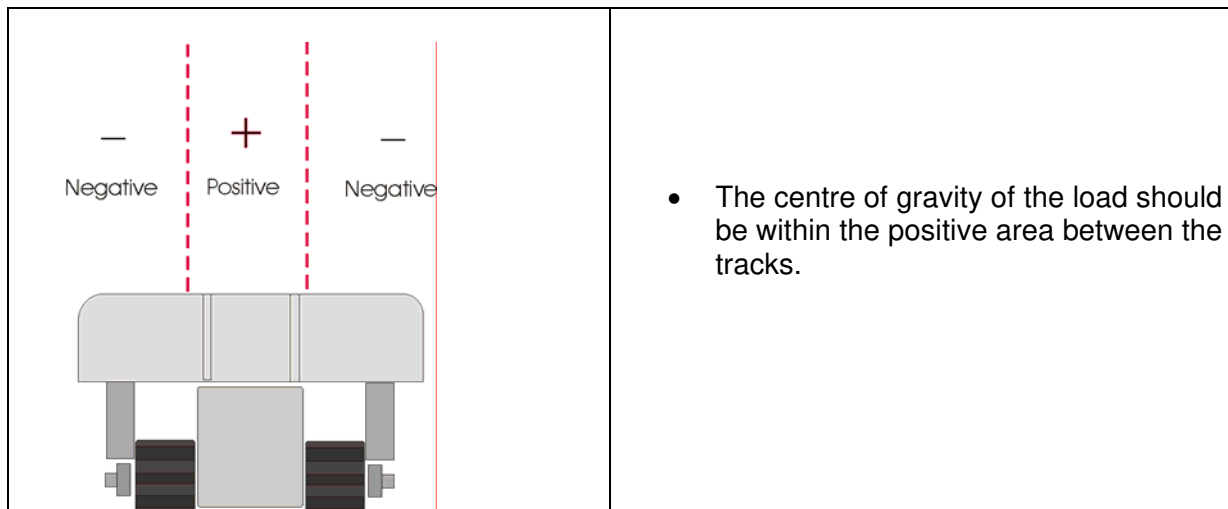 − + −
Negative Positive Negative
• The centre of gravity of the load should
be within the positive area between the
tracks.